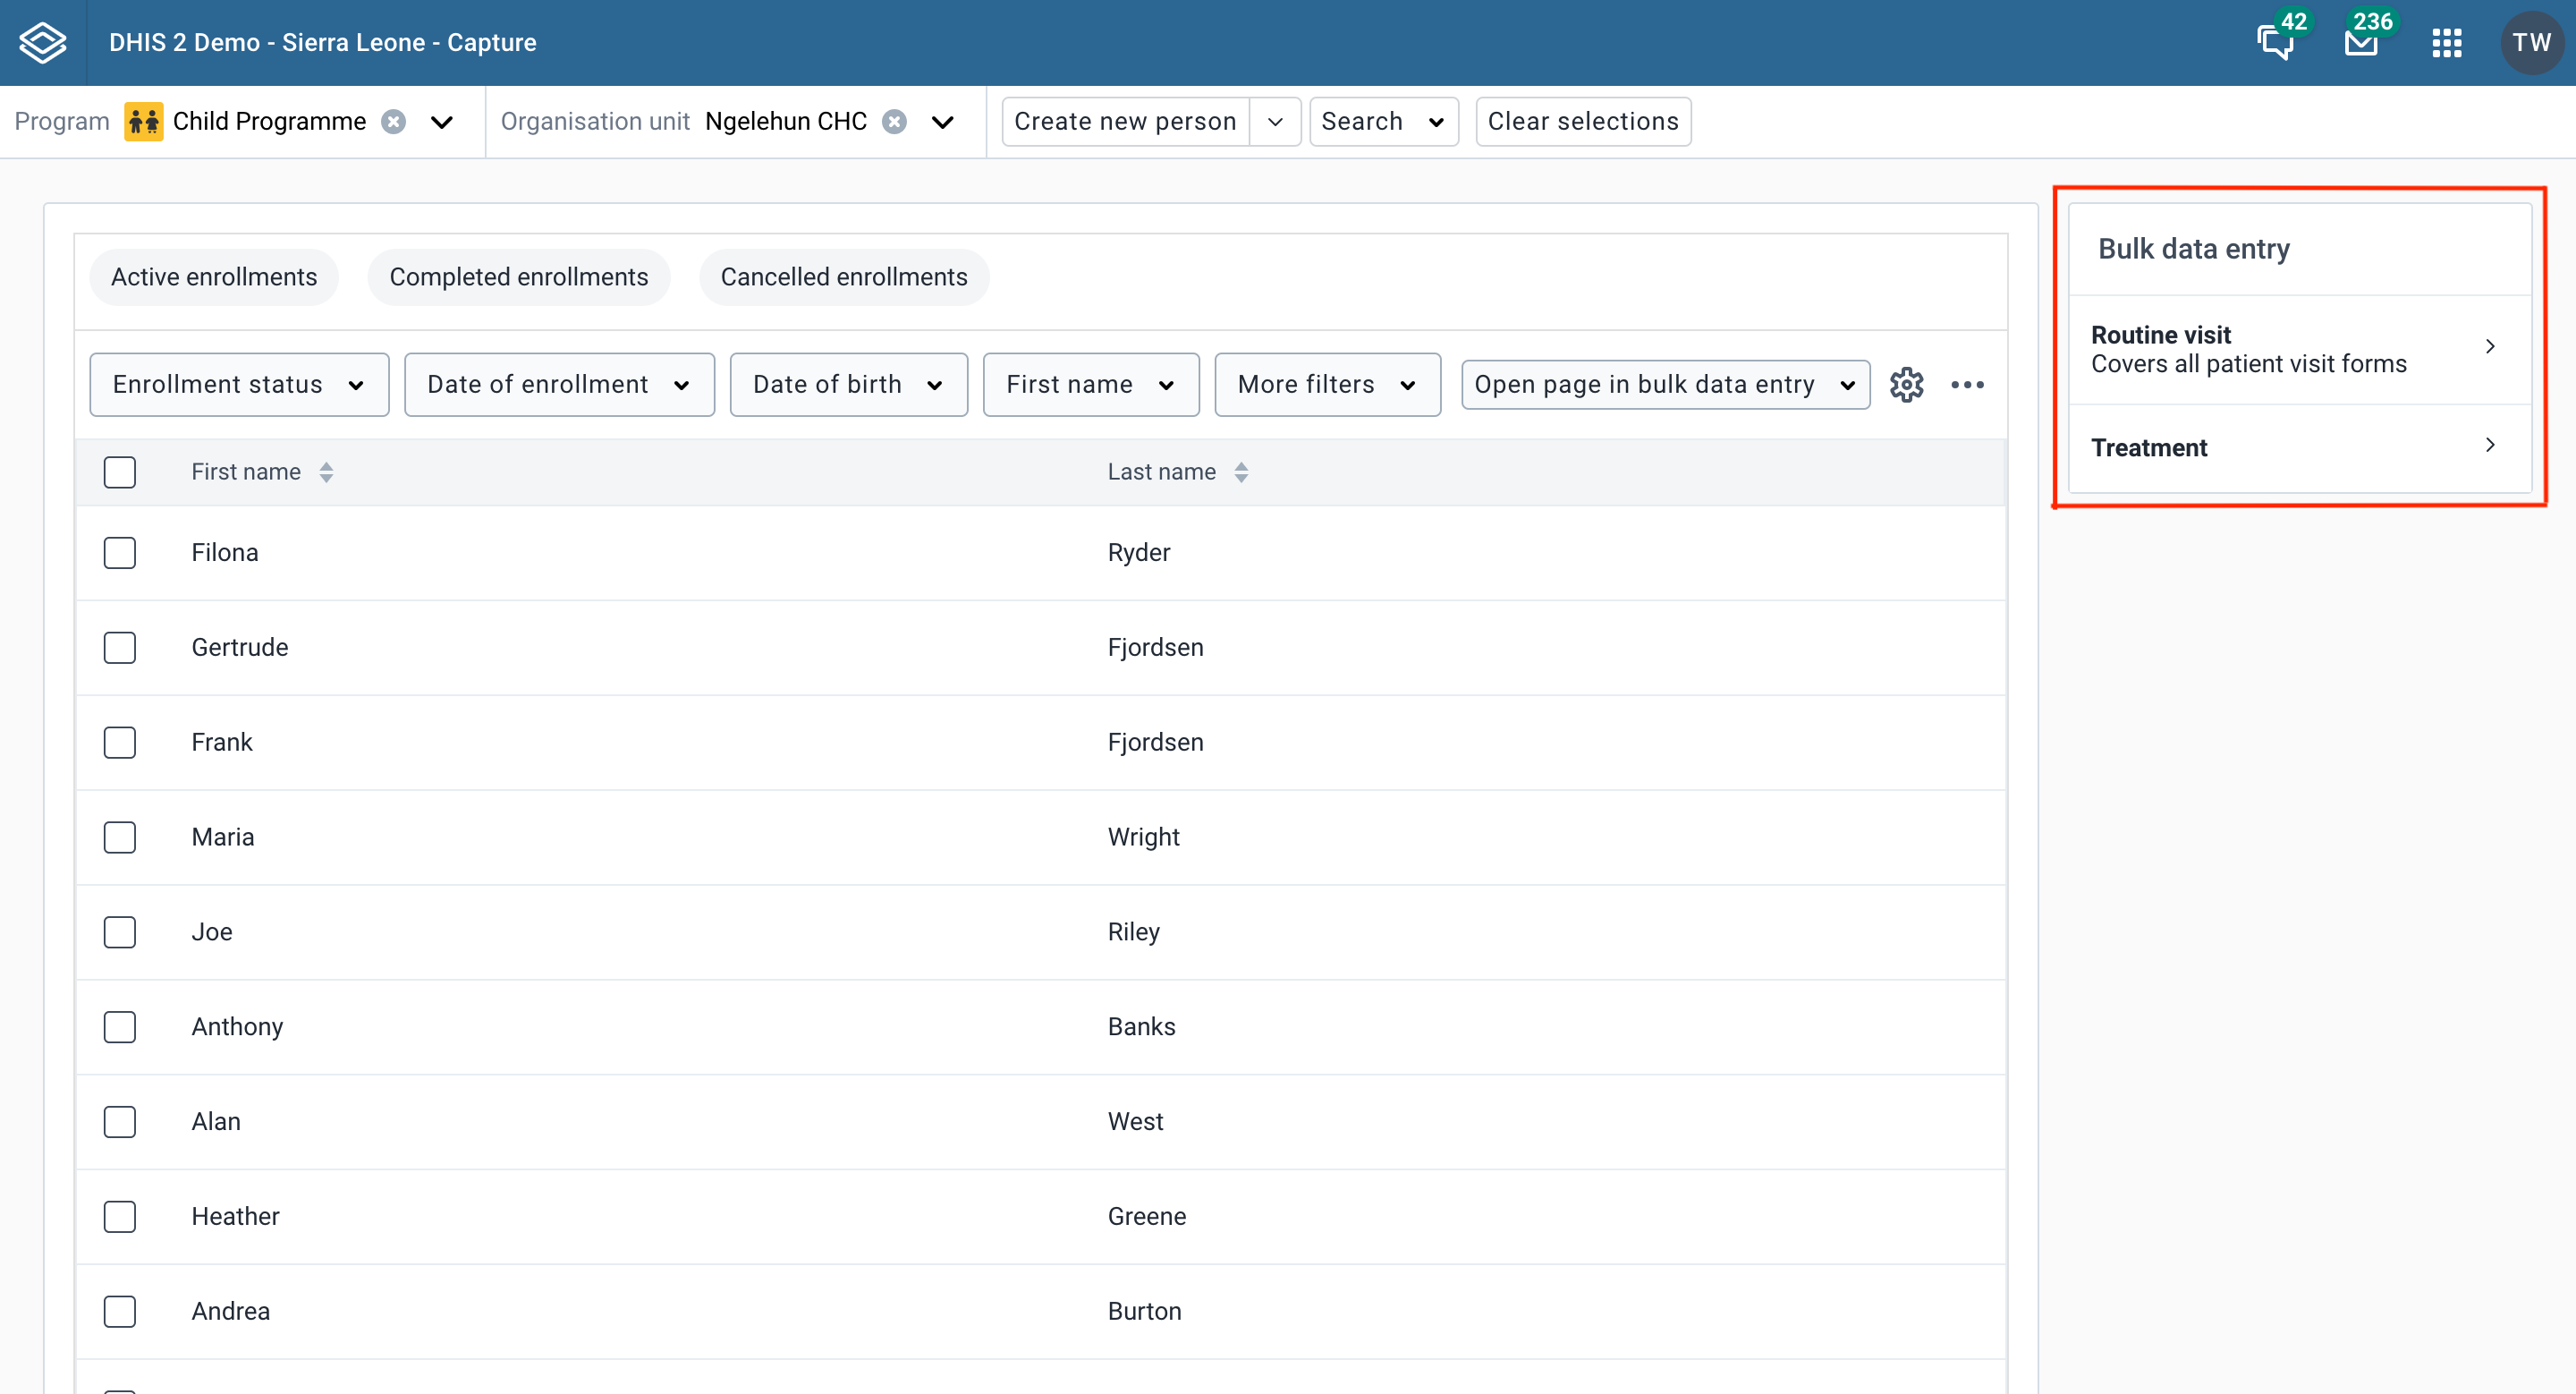 DHIS 2 Demo - Sierra Leone - Capture
42
236
TW
Program Child Programme
Organisation unit Ngelehun CHC
Create new person
Search
Clear selections
Active enrollments
Completed enrollments
Cancelled enrollments
Enrollment status
Date of enrollment
Date of birth
First name
More filters
Open page in bulk data entry
First name Last name
Filona Ryder
Gertrude Fjordsen
Frank Fjordsen
Maria Wright
Joe Riley
Anthony Banks
Alan West
Heather Greene
Andrea Burton
Bulk data entry
Routine visit
Covers all patient visit forms
Treatment